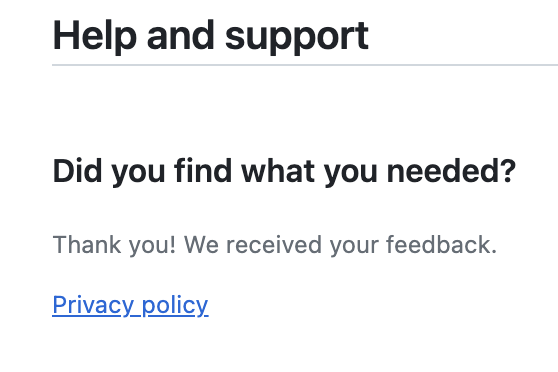 Help and support
Did you find what you needed?
Thank you! We received your feedback.
Privacy policy